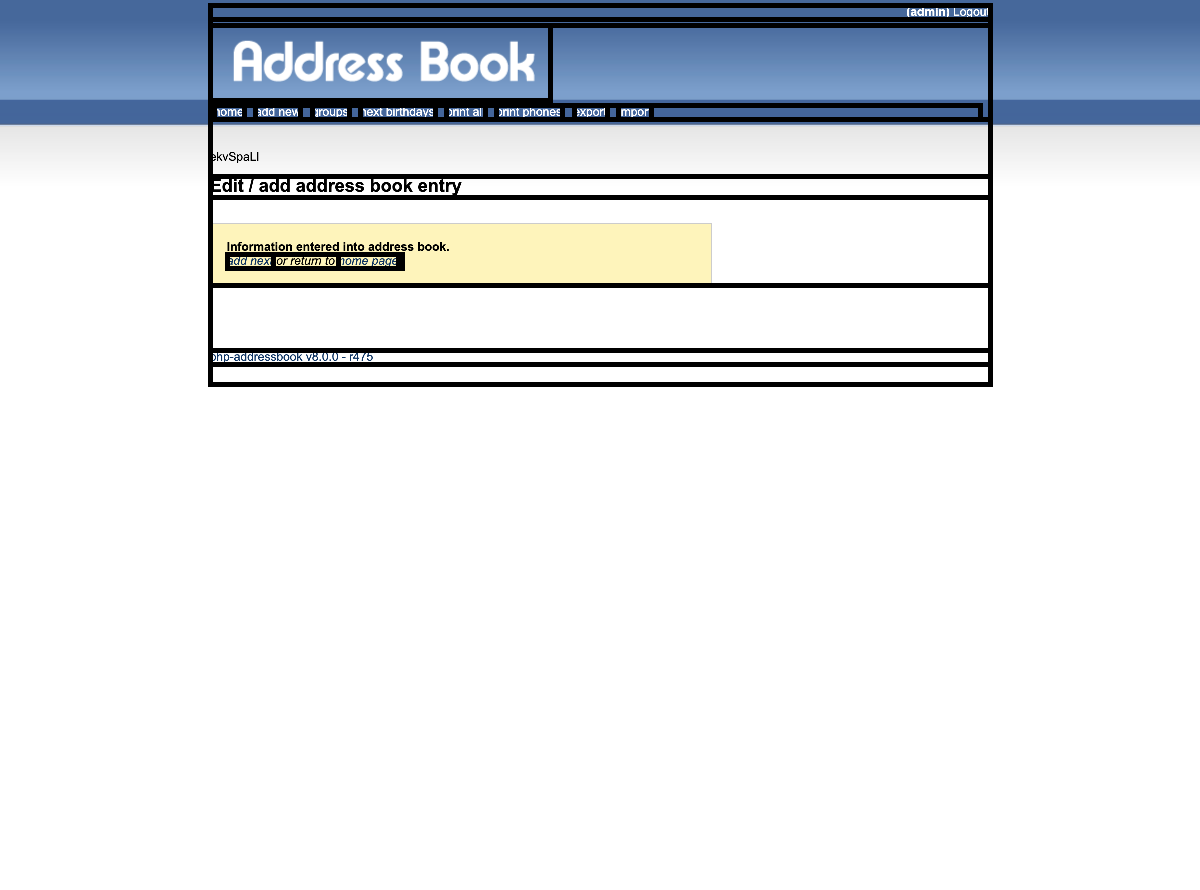 (admin) Logout
Address Book
home add new groups next birthdays print all print phones export import
ekvSpaLl
Edit / add address book entry
Information entered into address book.
add next or return to home page
php-addressbook v8.0.0 - r475